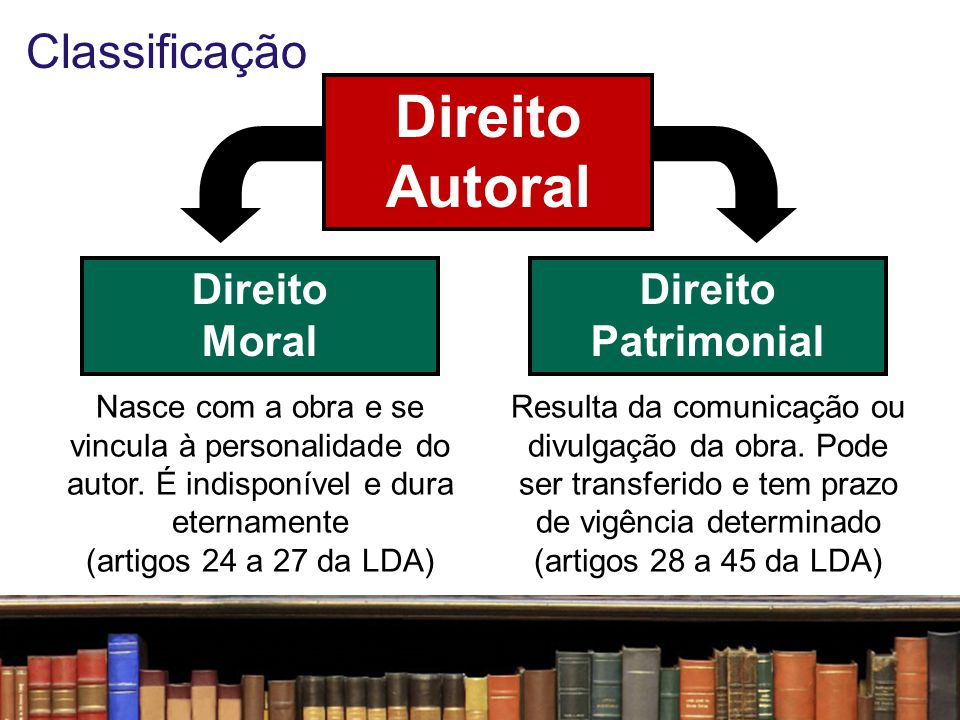 Classificação
Direito
Autoral
Direito
Moral
Direito
Patrimonial
Nasce com a obra e se
vincula à personalidade do
autor. É indisponível e dura
eternamente
(artigos 24 a 27 da LDA)
Resulta da comunicação ou
divulgação da obra. Pode
ser transferido e tem prazo
de vigência determinado
(artigos 28 a 45 da LDA)